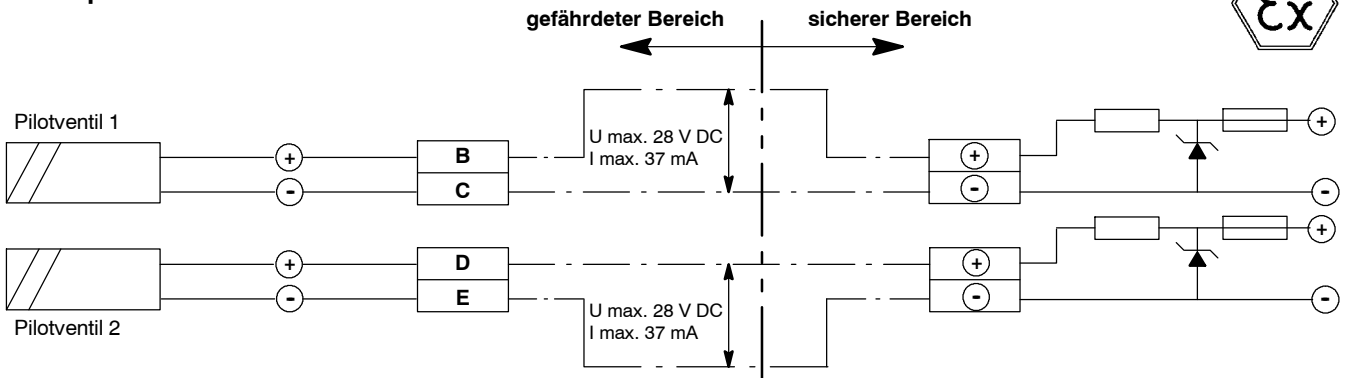 gefährdeter Bereich
sicherer Bereich
εx
Pilotventil 1
U max. 28 V DC
I max. 37 mA
+
B
+
+
-
C
-
-
+
D
+
+
-
E
-
-
U max. 28 V DC
I max. 37 mA
Pilotventil 2